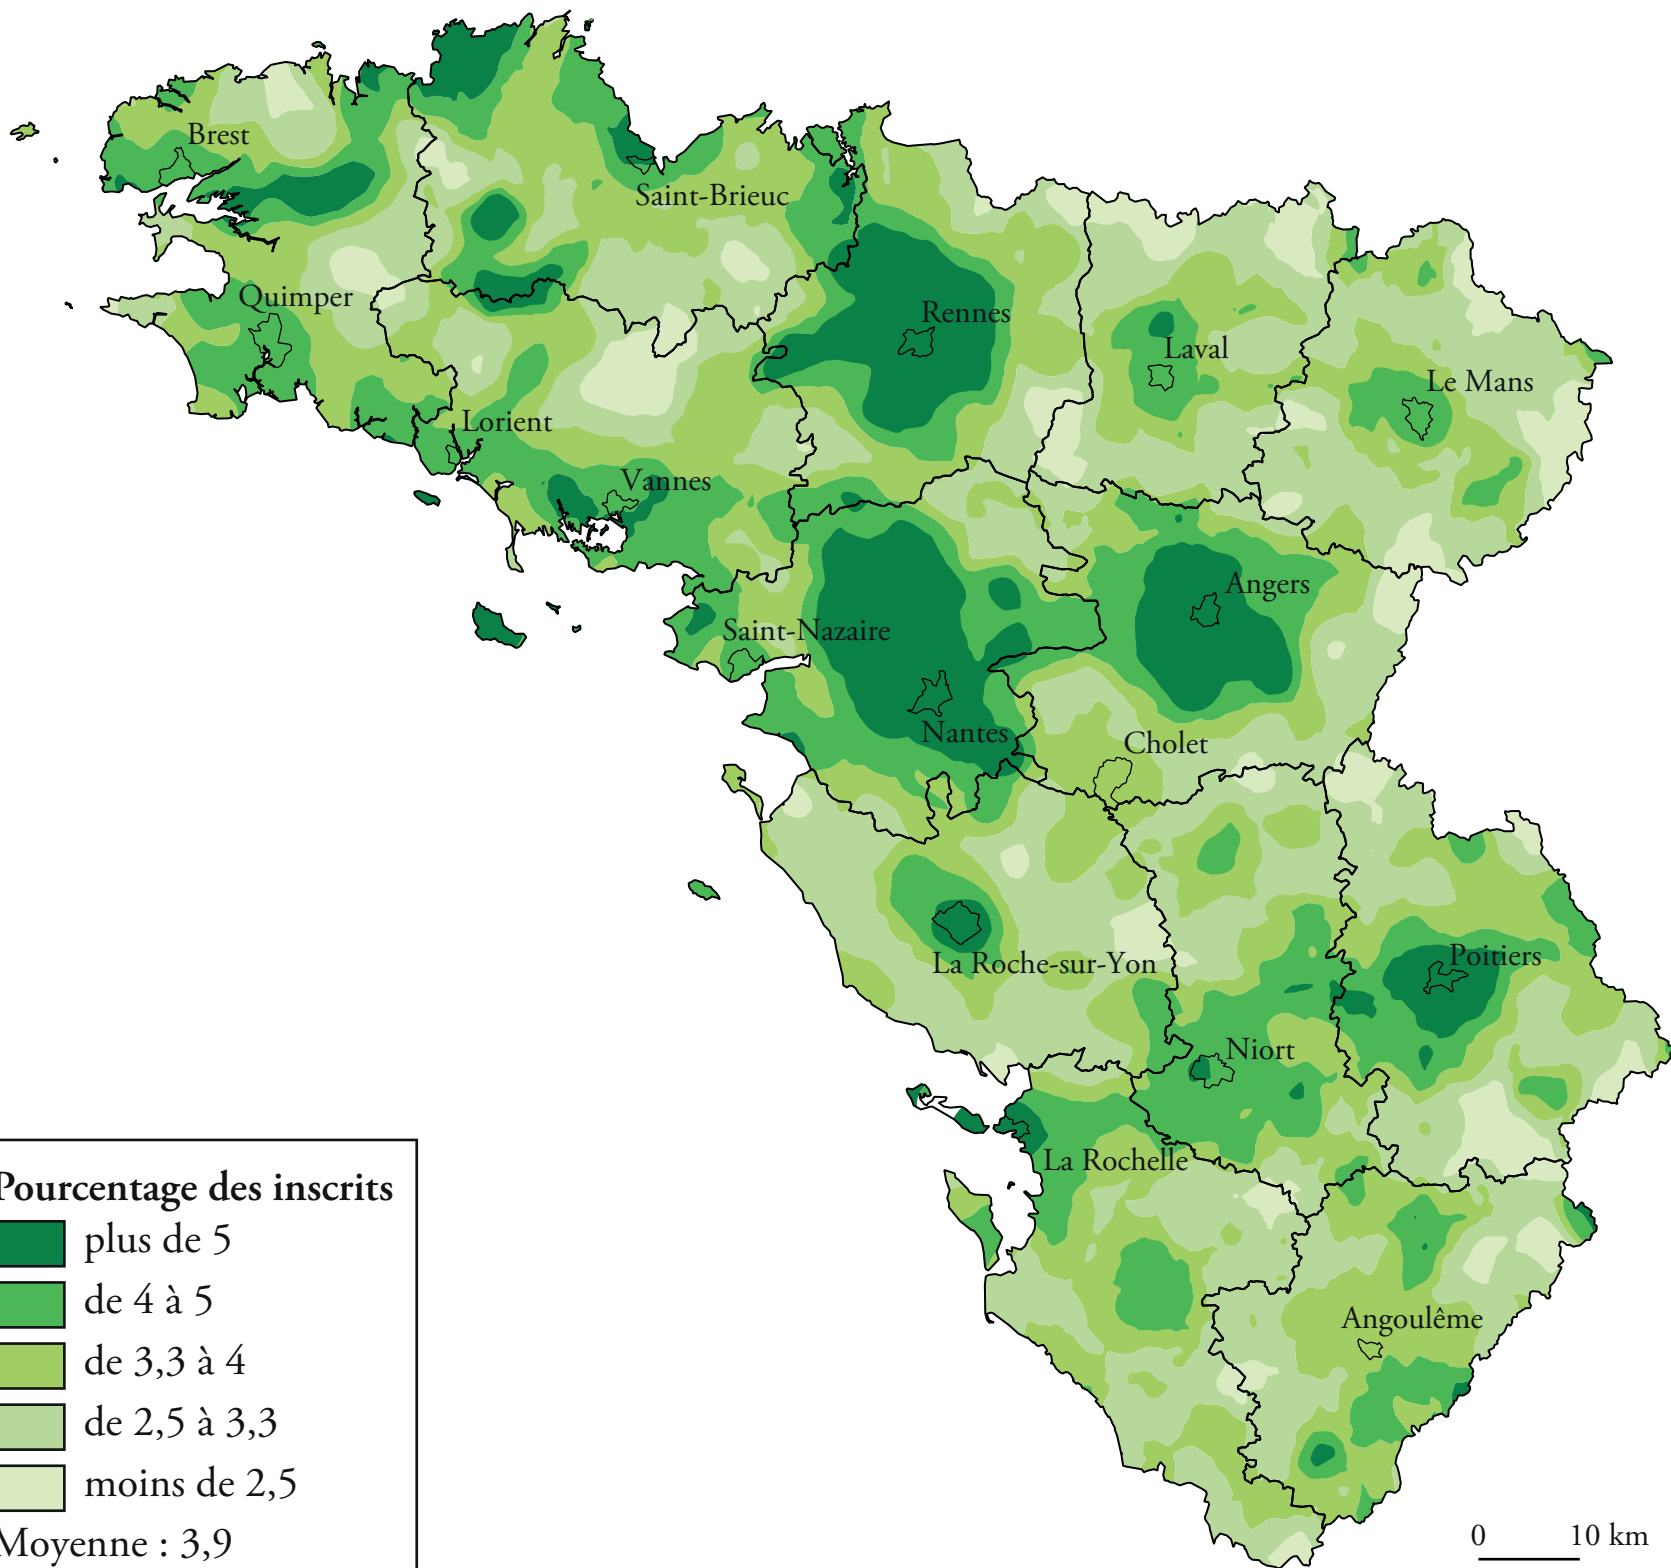 Brest
Saint-Brieuc
Quimper
Rennes
Laval
Le Mans
Lorient
Vannes
Angers
Saint-Nazaire
Nantes
Cholet
La Roche-sur-Yon
Poitiers
Niort
La Rochelle
Angoulême
Pourcentage des inscrits
plus de 5
de 4 à 5
de 3,3 à 4
de 2,5 à 3,3
moins de 2,5
Moyenne : 3,9
0 10 km